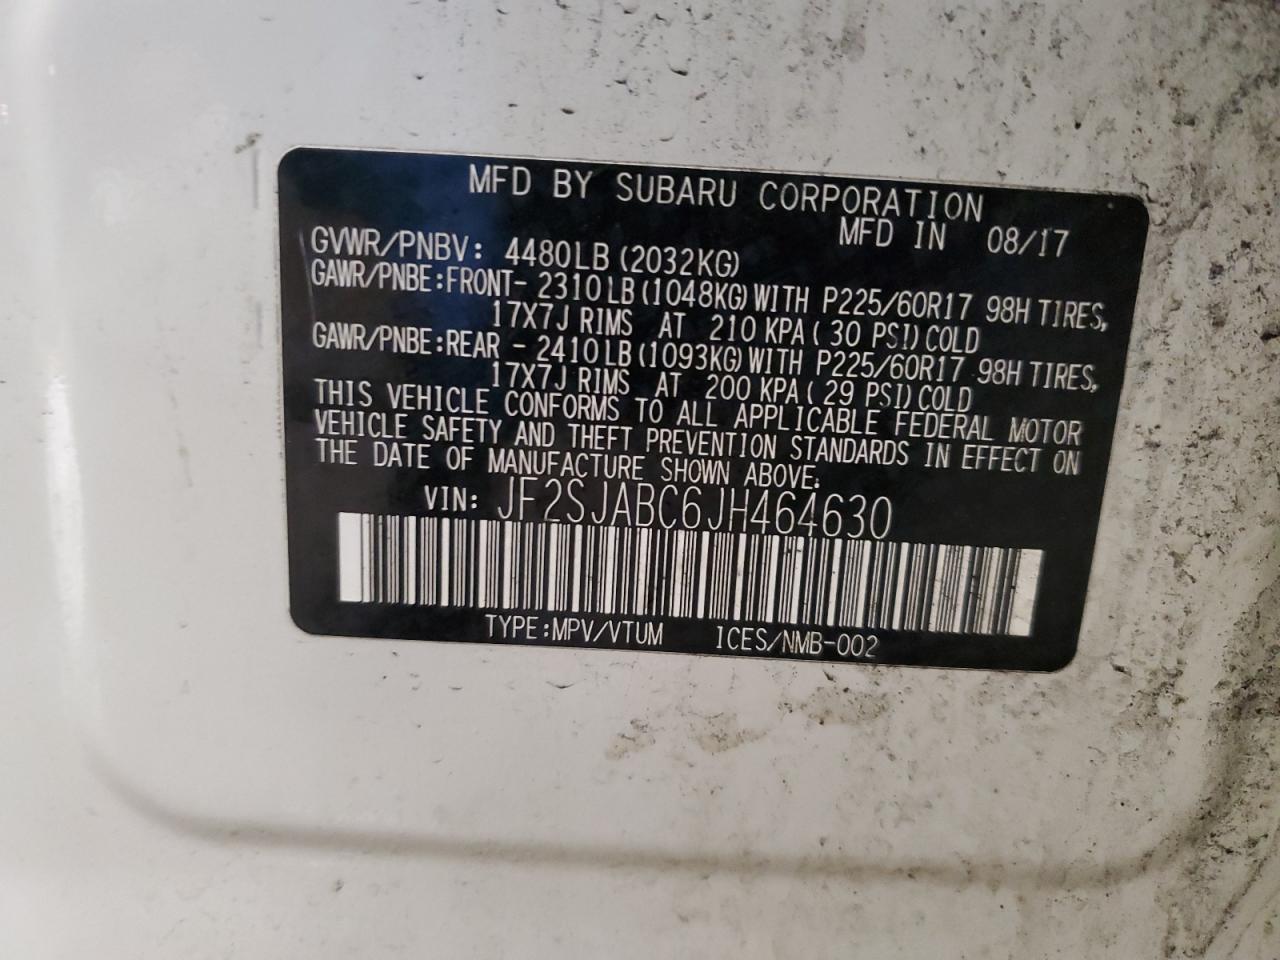 MFD BY SUBARU CORPORATION
MFD IN 08/17
GVWR/PNBV: 4480LB (2032KG)
GAWR/PNBE:FRONT- 2310LB(1048KG)WITH P225/60R17 98H TIRES,
17X7J RIMS AT 210 KPA( 30 PSI)COLD
GAWR/PNBE:REAR - 2410LB(1093KG)WITH P225/60R17 98H TIRES,
17X7J RIMS AT 200 KPA( 29 PSI)COLD
THIS VEHICLE CONFORMS TO ALL APPLICABLE FEDERAL MOTOR
VEHICLE SAFETY AND THEFT PREVENTION STANDARDS IN EFFECT ON
THE DATE OF MANUFACTURE SHOWN ABOVE.
VIN: JF2SJABC6JH464630
TYPE:MPV/VTUM ICES/NMB-002